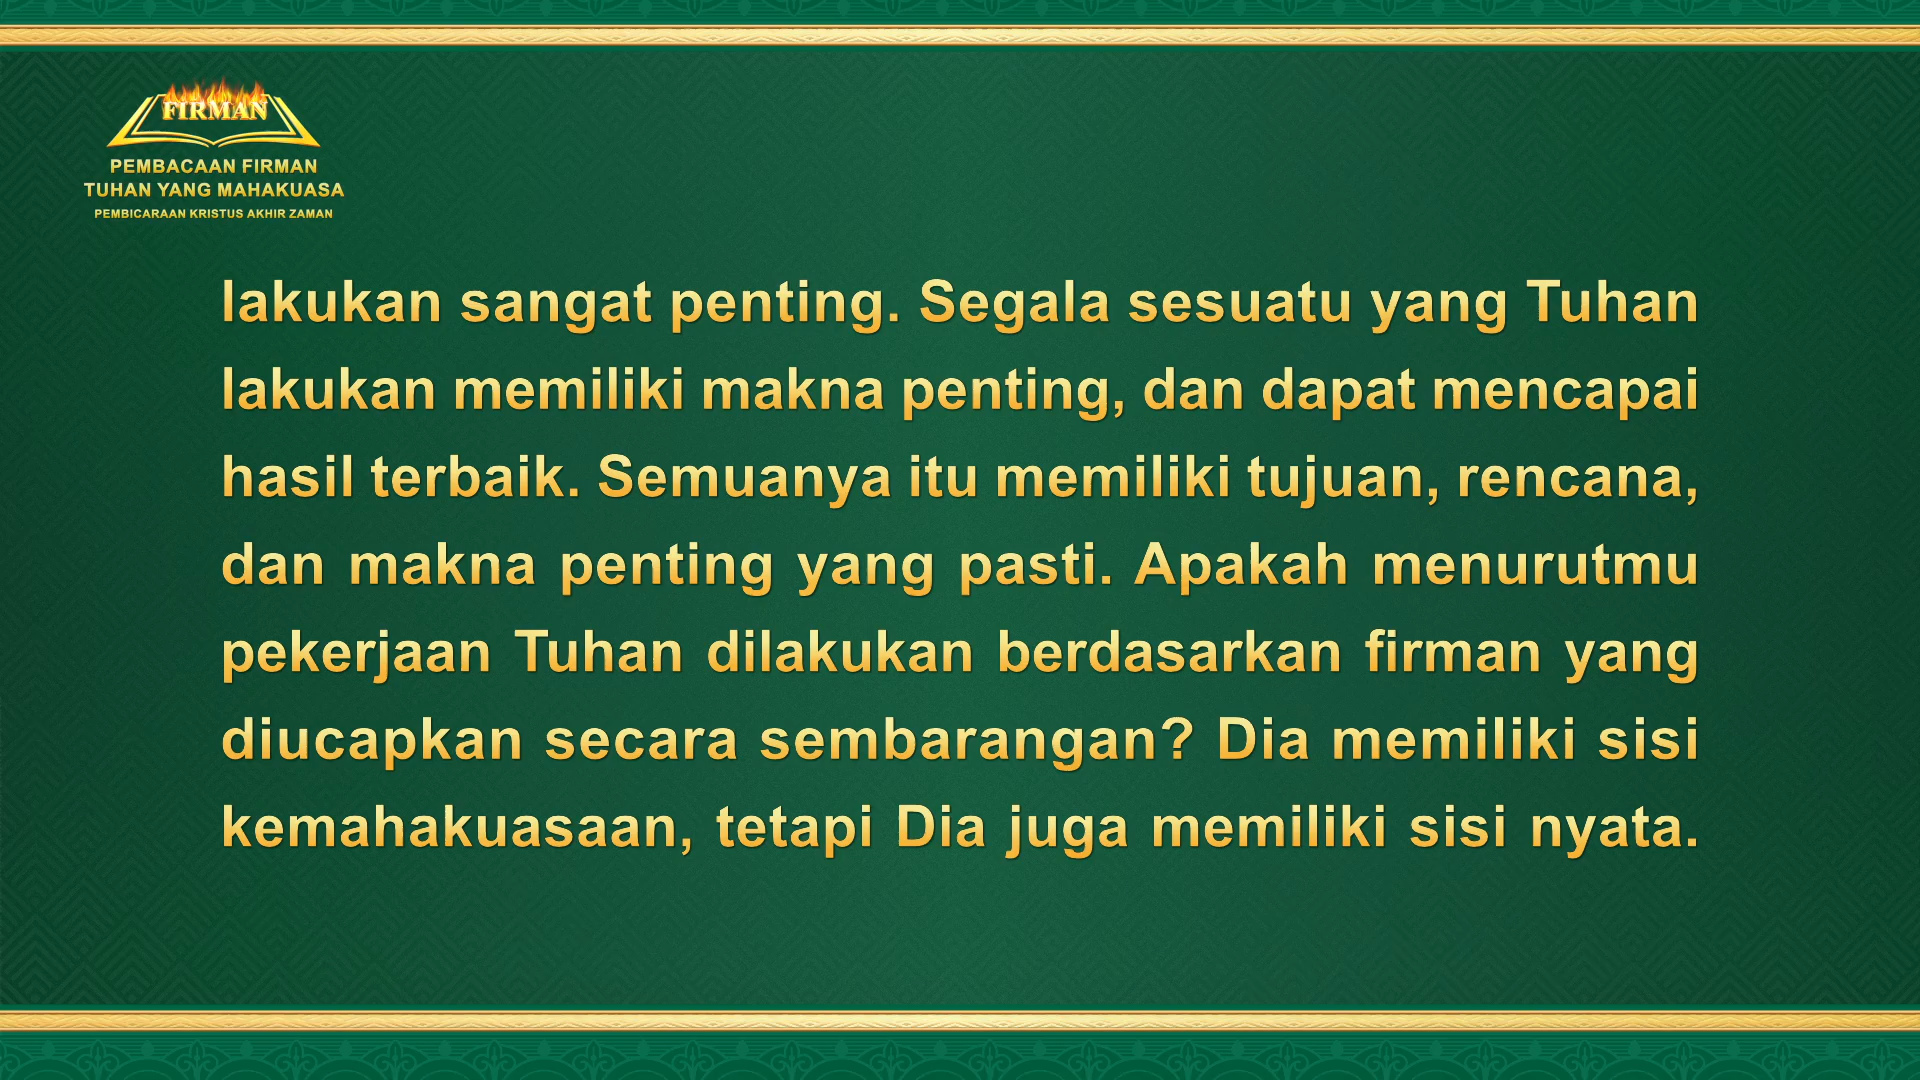 FIRMAN
PEMBACAAN FIRMAN
TUHAN YANG MAHAKUASA
PEMBICARAAN KRISTUS AKHIR ZAMAN
lakukan sangat penting. Segala sesuatu yang Tuhan
lakukan memiliki makna penting, dan dapat mencapai
hasil terbaik. Semuanya itu memiliki tujuan, rencana,
dan makna penting yang pasti. Apakah menurutmu
pekerjaan Tuhan dilakukan berdasarkan firman yang
diucapkan secara sembarangan? Dia memiliki sisi
kemahakuasaan, tetapi Dia juga memiliki sisi nyata.